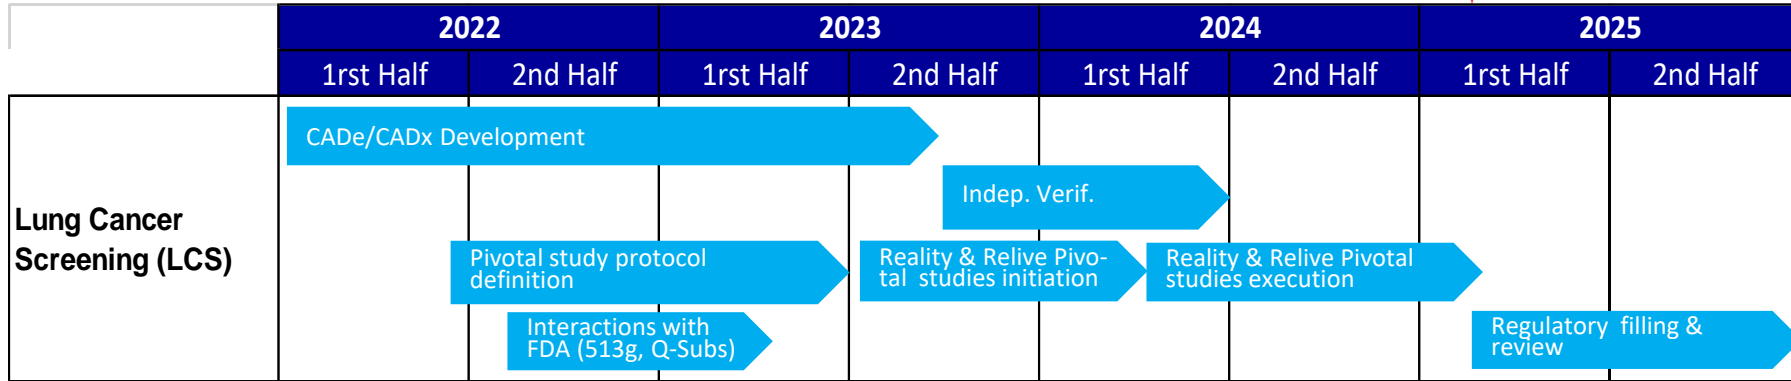 2022 2023 2024 2025
1rst Half 2nd Half 1rst Half 2nd Half 1rst Half 2nd Half 1rst Half 2nd Half
Lung Cancer
Screening (LCS)
CADe/CADx Development
Indep. Verif.
Pivotal study protocol
definition
Reality & Relive Pivo-
tal studies initiation
Reality & Relive Pivotal
studies execution
Interactions with
FDA (513g, Q-Subs)
Regulatory filling &
review